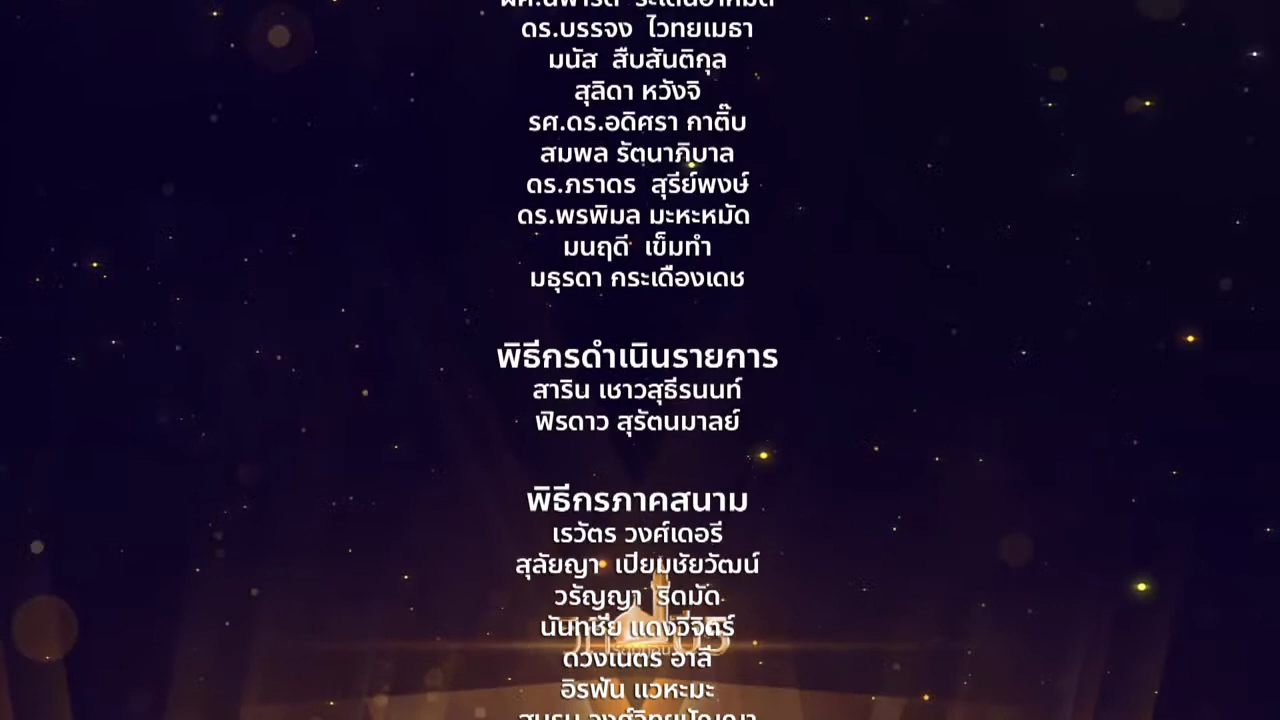 ดร.บรรจง ไวทยเมธา
มนัส สืบสันติกุล
สุลิดา หวังจิ
รศ.ดร.อดิศรา กาติ๊บ
สมพล รัตนาภิบาล
ดร.ภราดร สุรีย์พงษ์
ดร.พรพิมล มะหะหมัด
มนฤดี เข็มทำ
มธุรดา กระเดืองเดช
พิธีกรดำเนินรายการ
สาริน เชาวสุธีรนนท์
ฟิรดาว สุรัตนมาลย์
พิธีกรภาคสนาม
เรวัตร วงศ์เดอรี
สุลัยญา เปียมชัยวัฒน์
วรัญญา รีดมัด
นันทชัย แดงวิจิตร์
ดวงเนตร อาลี
อิรฟัน แวหะมะ